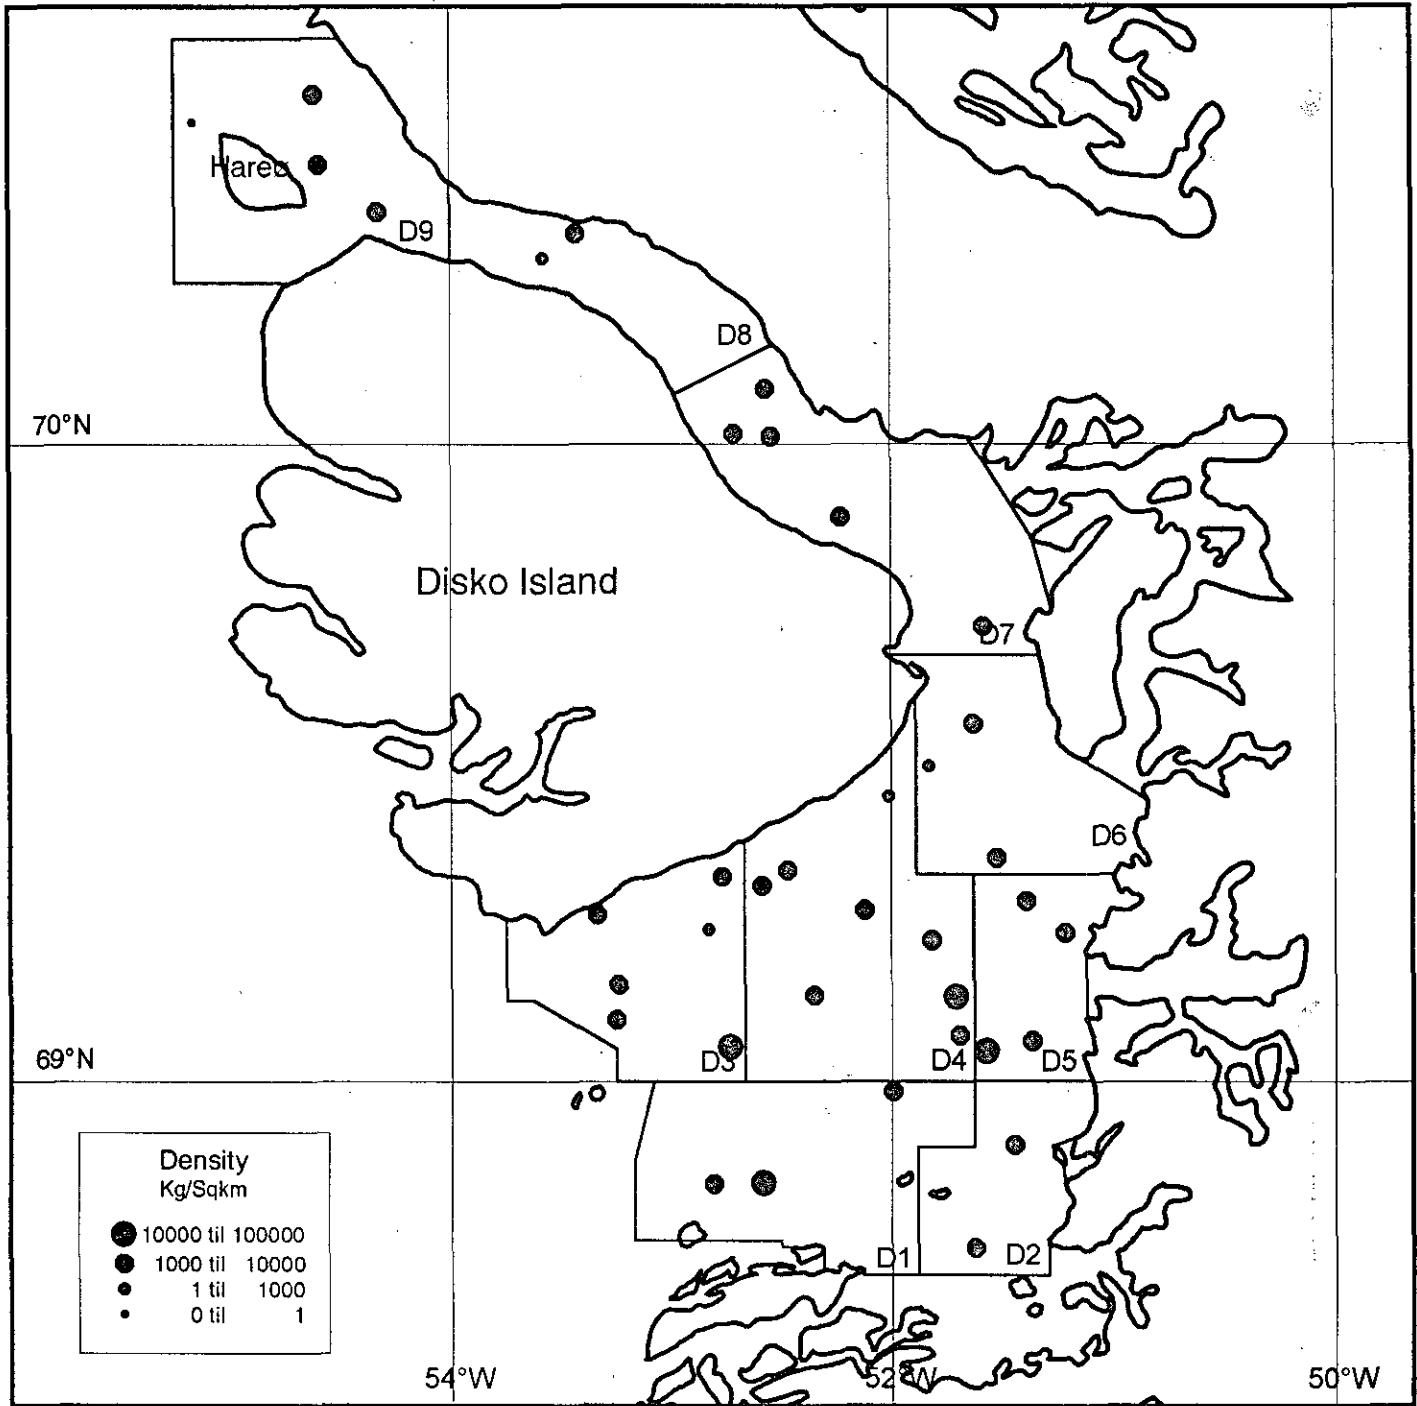 Hareø
D9
D8
70°N
Disko Island
D7
D6
69°N
D3
D4
D5
Density
Kg/Sqkm
10000 til 100000
1000 til 10000
1 til 1000
0 til 1
D1
D2
54°W
52°W
50°W